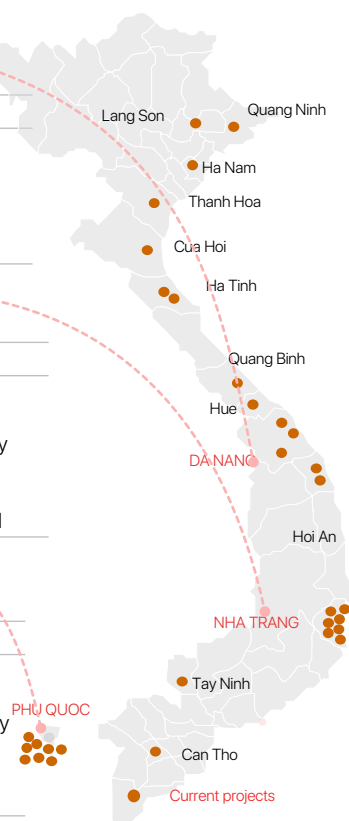 Lang Son
Quang Ninh
Ha Nam
Thanh Hoa
Cua Hoi
Ha Tinh
Quang Binh
Hue
y
DA NANG
Hoi An
NHA TRANG
Tay Ninh
PHU QUOC
y
Can Tho
Current projects